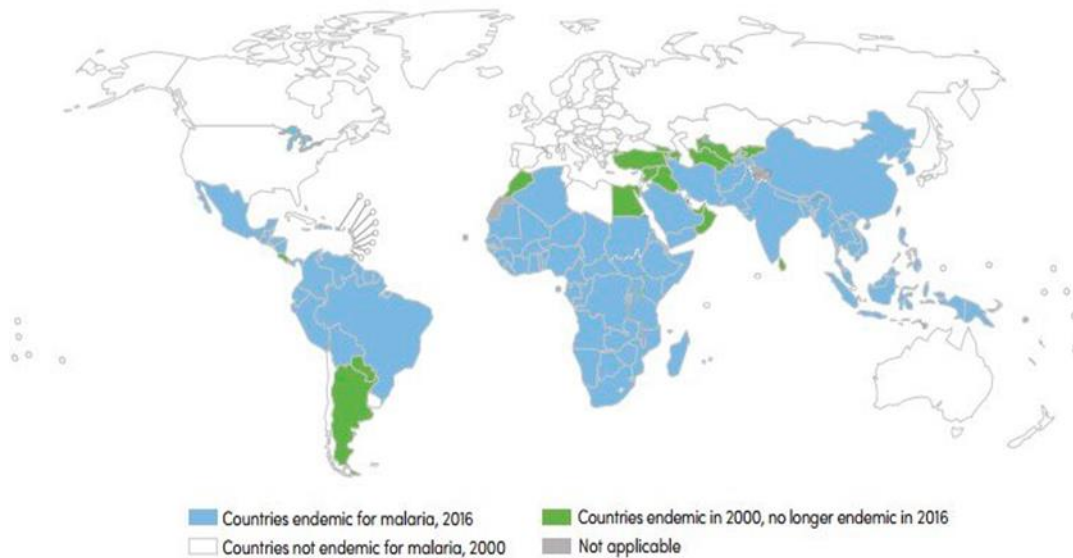 Countries endemic for malaria, 2016
Countries endemic in 2000, no longer endemic in 2016
Countries not endemic for malaria, 2000
Not applicable